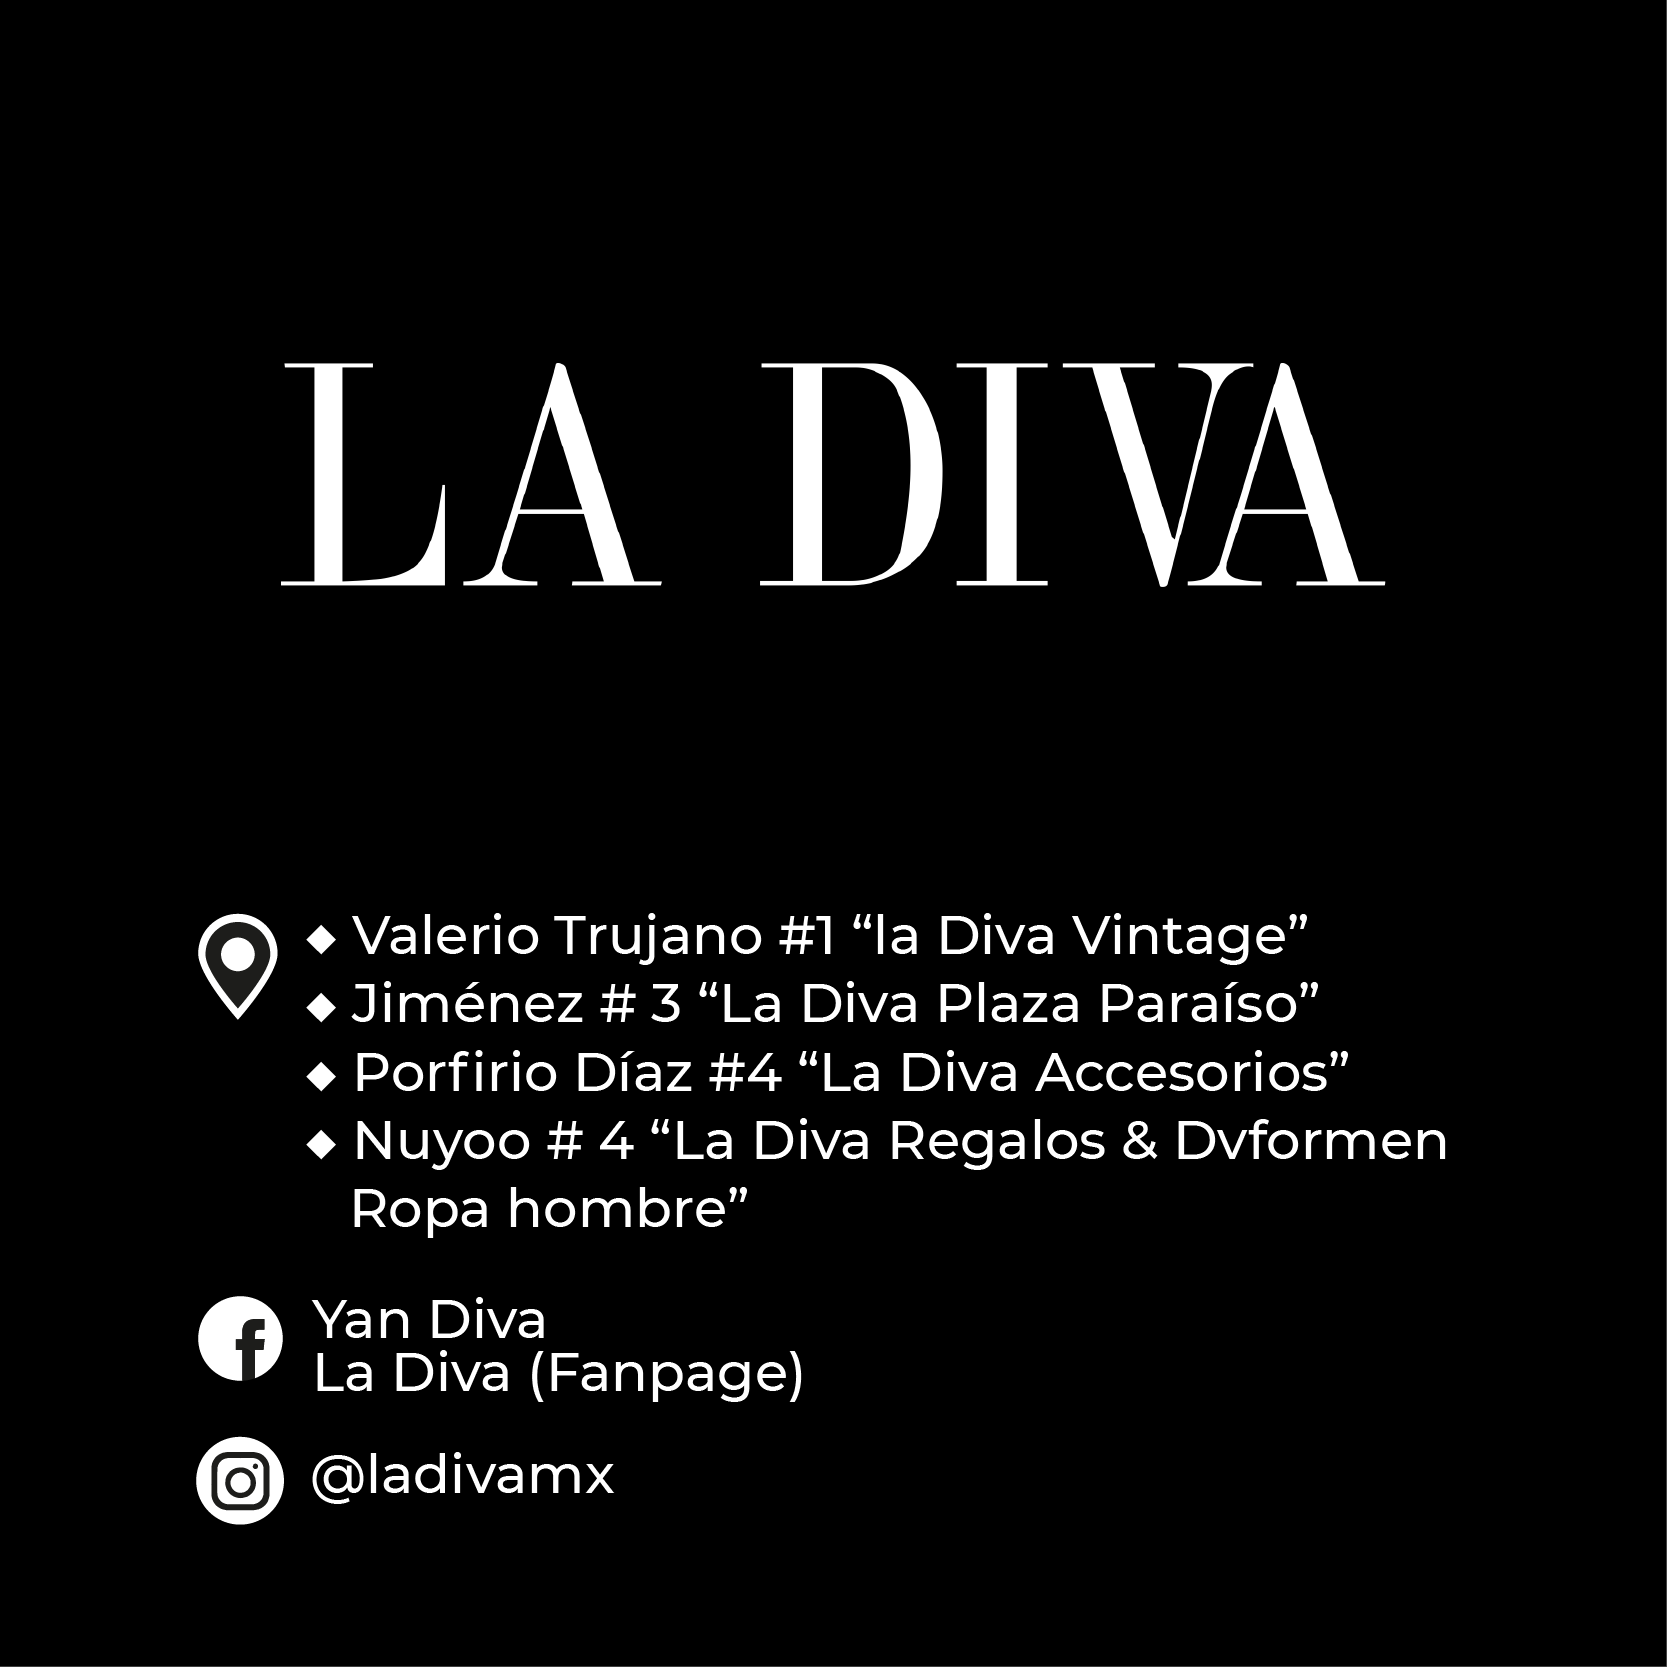 LA DIVA
◆ Valerio Trujano #1 “la Diva Vintage”
◆ Jiménez # 3 “La Diva Plaza Paraíso”
◆ Porfirio Díaz #4 “La Diva Accesorios”
◆ Nuyoo # 4 “La Diva Regalos & Dvformen
Ropa hombre”
Yan Diva
La Diva (Fanpage)
@ladivamx